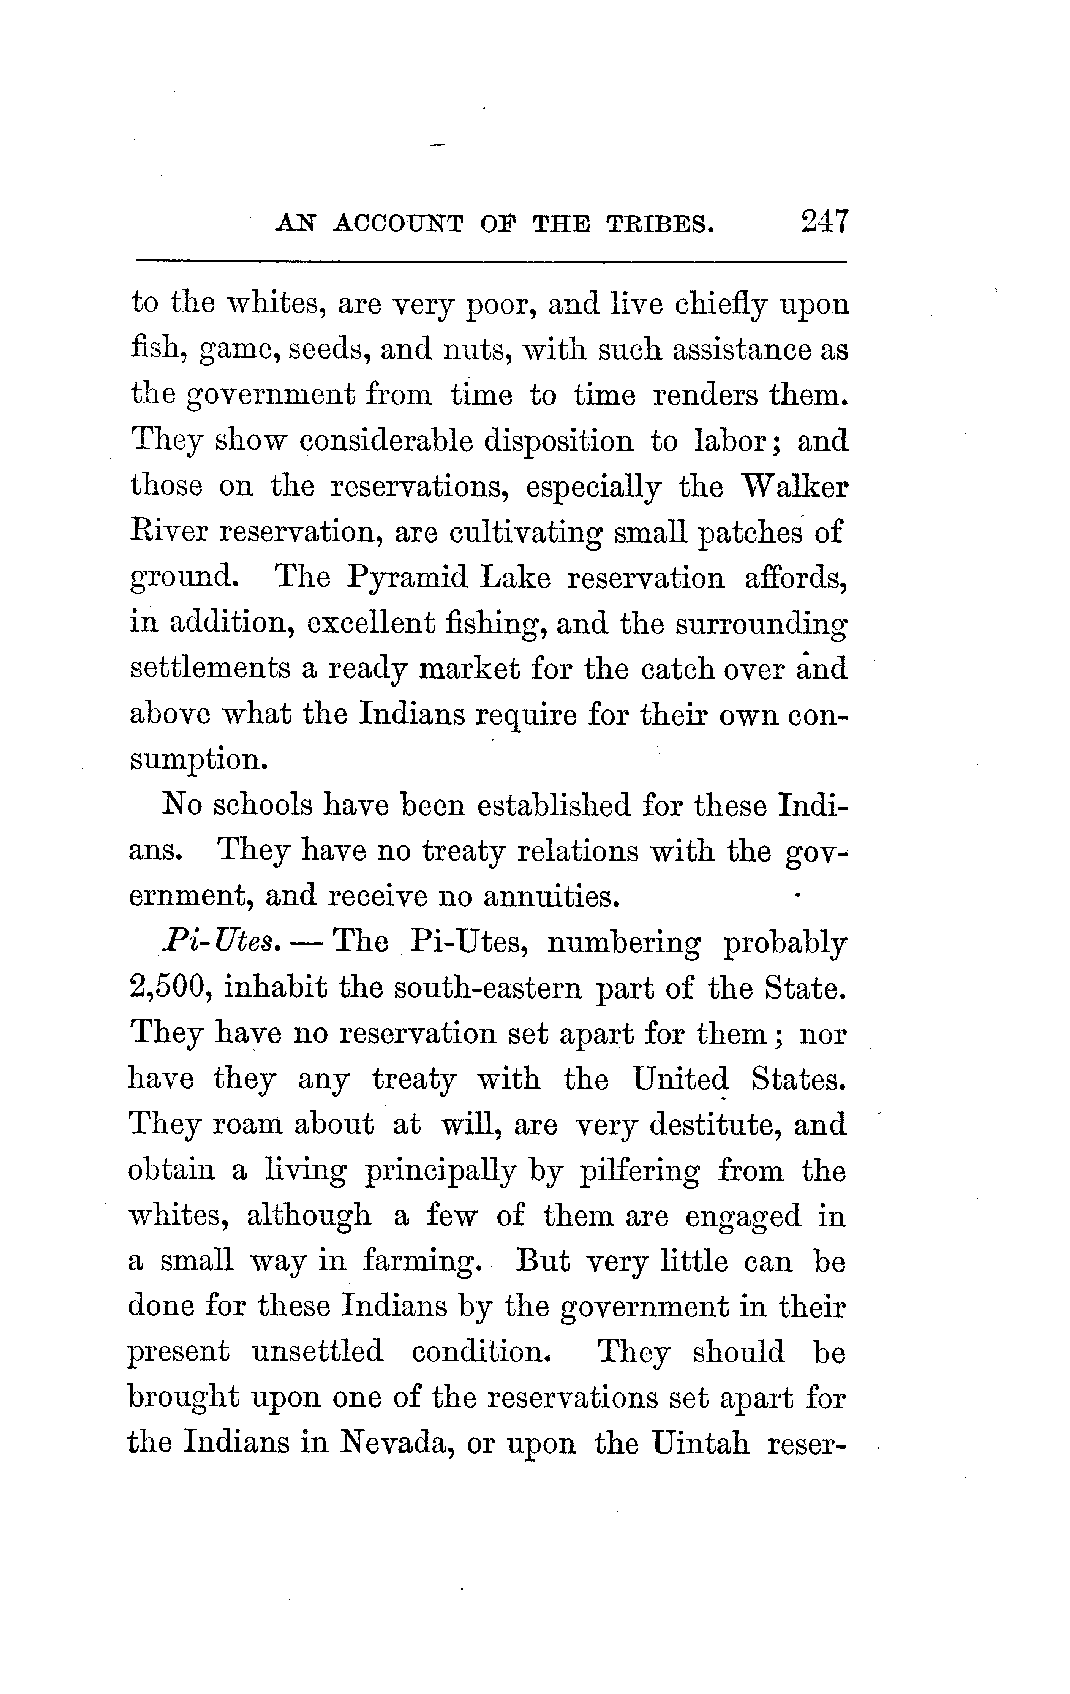 AN ACCOUNT OF THE TRIBES. 247
to the whites, are very poor, and live chiefly upon
fish, game, seeds, and nuts, with such assistance as
the government from time to time renders them.
They show considerable disposition to labor; and
those on the reservations, especially the Walker
River reservation, are cultivating small patches of
ground. The Pyramid Lake reservation affords,
in addition, excellent fishing, and the surrounding
settlements a ready market for the catch over and
above what the Indians require for their own con-
sumption.
No schools have been established for these Indi-
ans. They have no treaty relations with the gov-
ernment, and receive no annuities.
Pi-Utes. — The Pi-Utes, numbering probably
2,500, inhabit the south-eastern part of the State.
They have no reservation set apart for them; nor
have they any treaty with the United States.
They roam about at will, are very destitute, and
obtain a living principally by pilfering from the
whites, although a few of them are engaged in
a small way in farming. But very little can be
done for these Indians by the government in their
present unsettled condition. They should be
brought upon one of the reservations set apart for
the Indians in Nevada, or upon the Uintah reser-